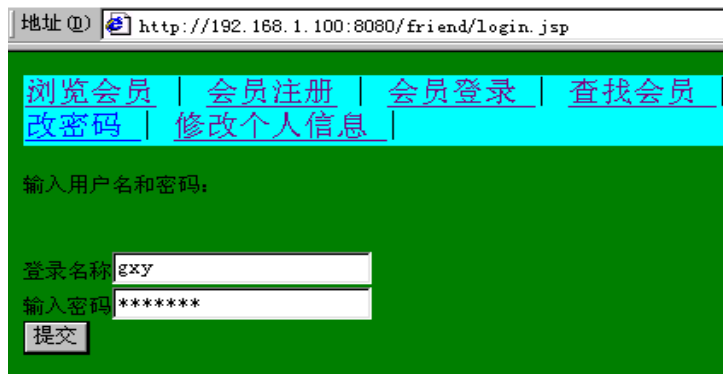 地址(D) http://192.168.1.100:8080/friend/login.jsp
浏览会员 | 会员注册 | 会员登录 | 查找会员 |
改密码 | 修改个人信息 |
输入用户名和密码:
登录名称 gxy
输入密码 *******
提交